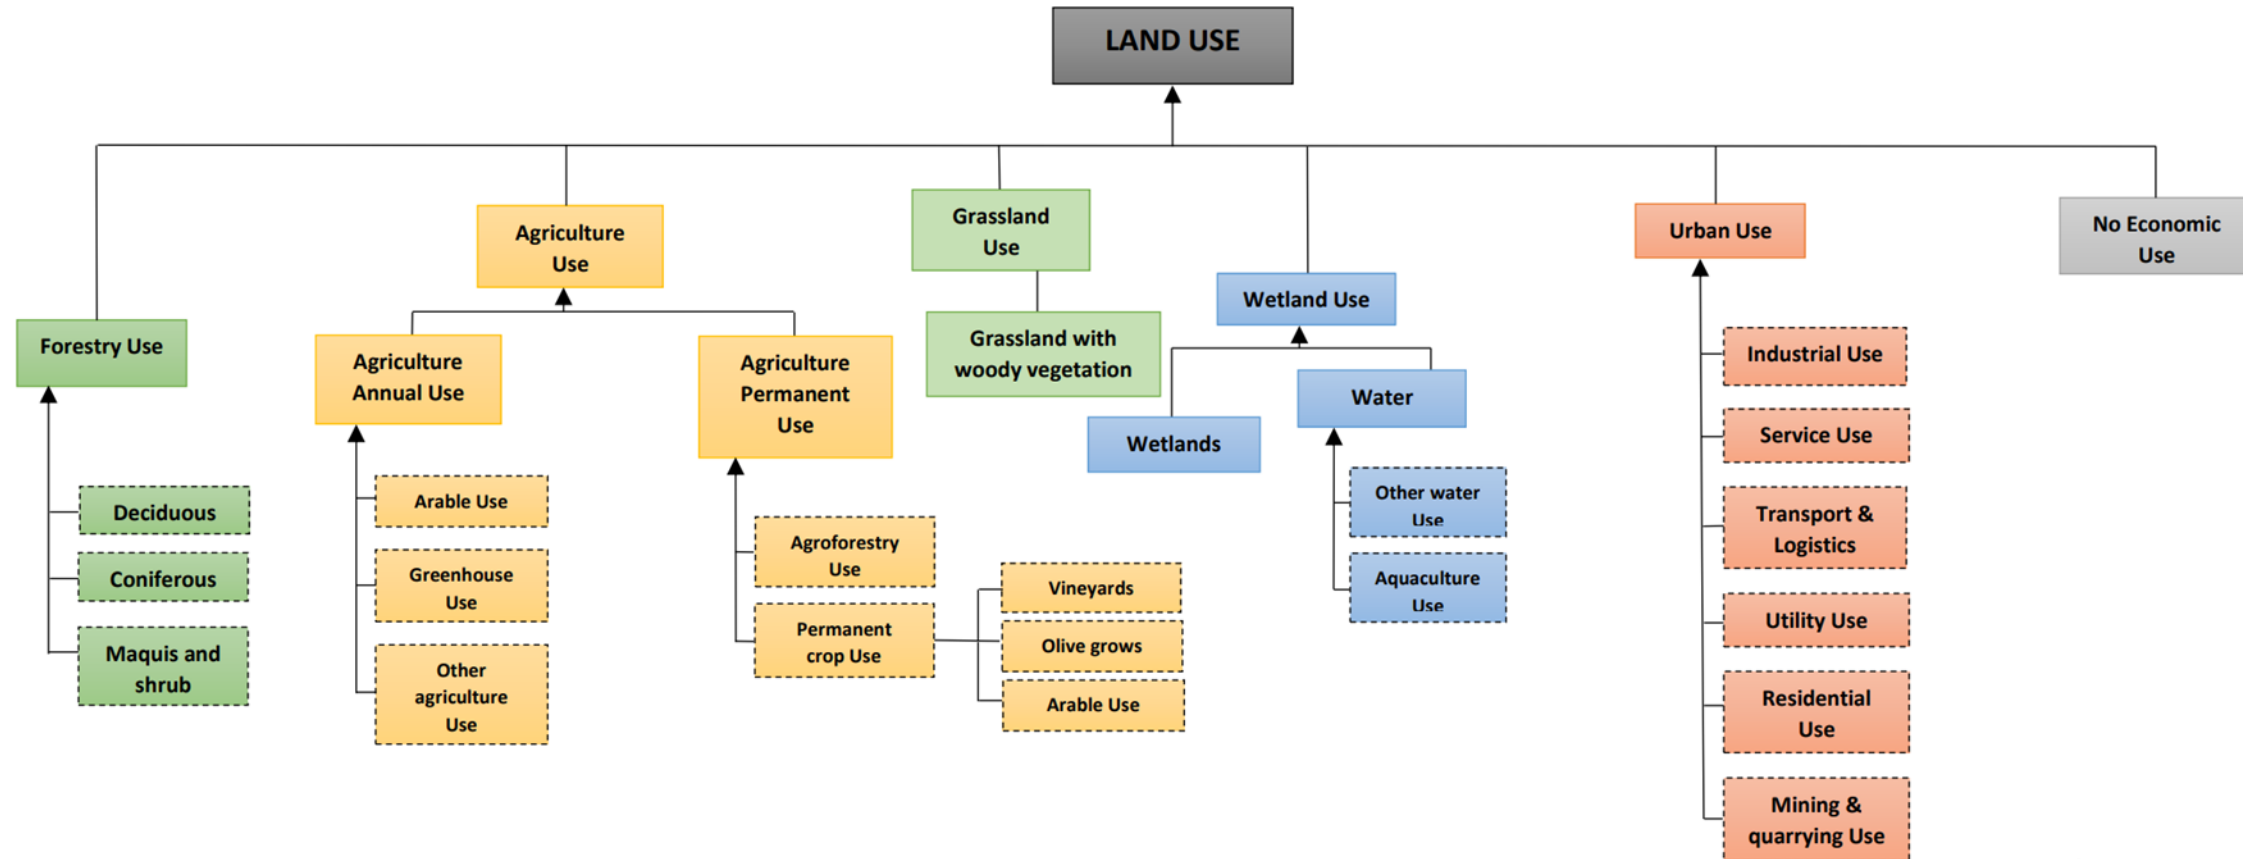 LAND USE
Forestry Use
Deciduous
Coniferous
Maquis and
shrub
Agriculture
Use
Agriculture
Annual Use
Arable Use
Greenhouse
Use
Other
agriculture
Use
Agriculture
Permanent
Use
Agroforestry
Use
Permanent
crop Use
Vineyards
Olive grows
Arable Use
Grassland
Use
Grassland with
woody vegetation
Wetland Use
Wetlands
Water
Other water
Use
Aquaculture
Use
Urban Use
Industrial Use
Service Use
Transport &
Logistics
Utility Use
Residential
Use
Mining &
quarrying Use
No Economic
Use